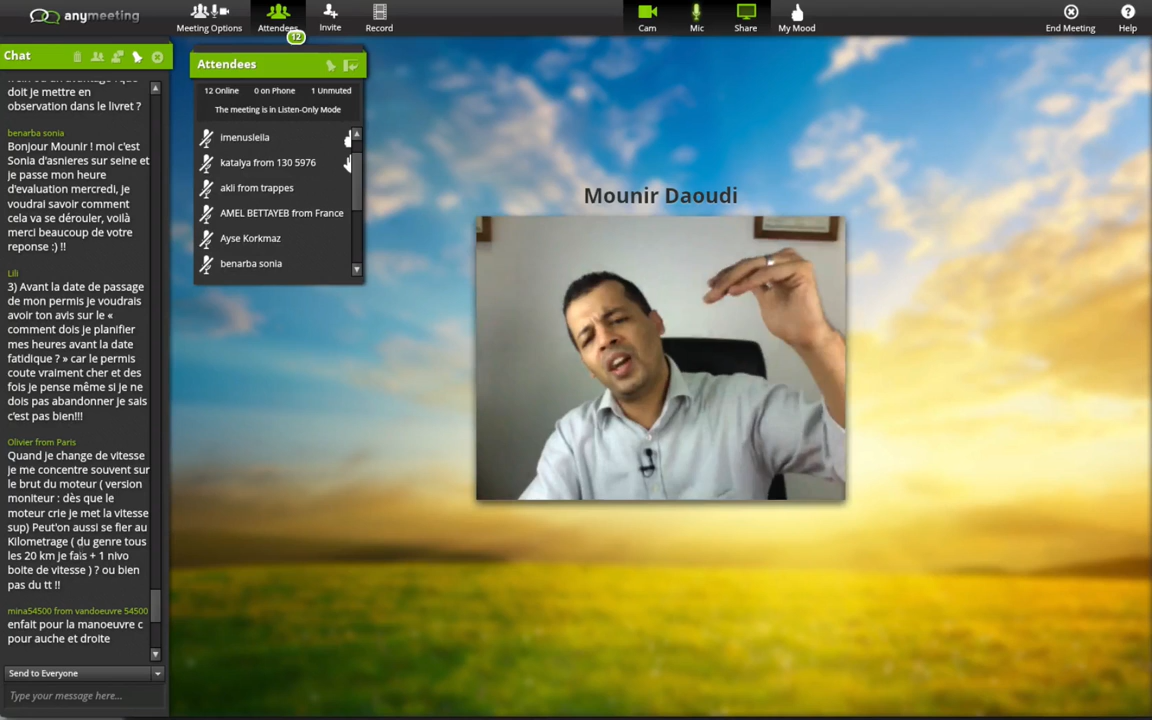 anymeeting
Meeting Options
Attendees
12
Invite
Record
Cam
Mic
Share
My Mood
End Meeting
Help
Chat
doit je mettre en
observation dans le livret ?
benarba sonia
Bonjour Mounir ! moi c'est
Sonia d'asnieres sur seine et
je passe mon heure
d'evaluation mercredi, je
voudrai savoir comment
cela va se dérouler, voilà
merci beaucoup de votre
reponse :) !!
Lili
3) Avant la date de passage
de mon permis je voudrais
avoir ton avis sur le «
comment dois je planifier
mes heures avant la date
fatidique ? » car le permis
coute vraiment cher et des
fois je pense même si je ne
dois pas abandonner je sais
c'est pas bien!!!
Olivier from Paris
Quand je change de vitesse
je me concentre souvent sur
le brut du moteur ( version
moniteur : dès que le
moteur crie je met la vitesse
sup) Peut'on aussi se fier au
Kilometrage ( du genre tous
les 20 km je fais + 1 nivo
boite de vitesse ) ? ou bien
pas du tt !!
mina54500 from vandoeuvre 54500
enfait pour la manoeuvre c
pour auche et droite
Send to Everyone
Type your message here...
Attendees
12 Online 0 on Phone 1 Unmuted
The meeting is in Listen-Only Mode
imenusleila
katalya from 130 5976
akli from trappes
AMEL BETTAYEB from France
Ayse Korkmaz
benarba sonia
Mounir Daoudi